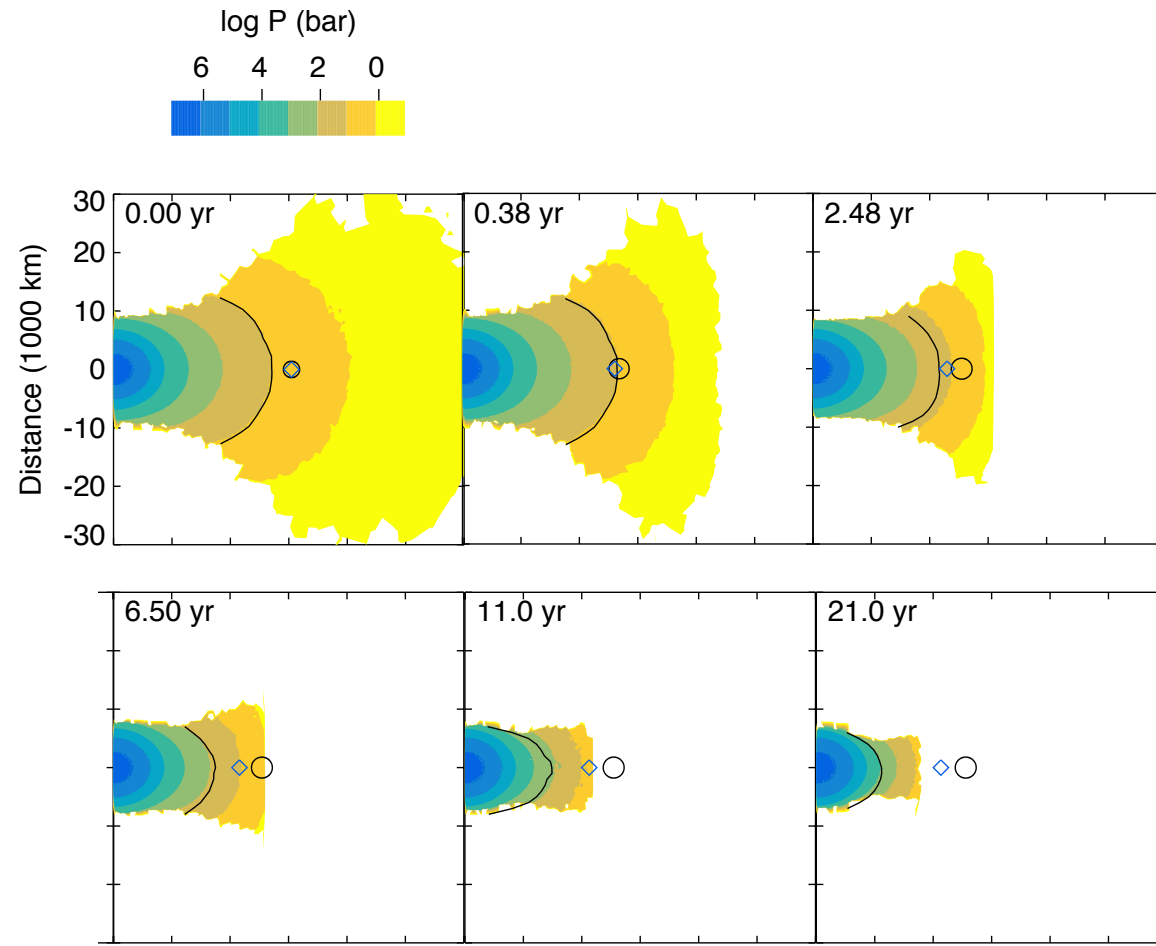 log P (bar)
6 4 2 0
0.00 yr
0.38 yr
2.48 yr
30
20
10
0
-10
-20
-30
Distance (1000 km)
6.50 yr
11.0 yr
21.0 yr